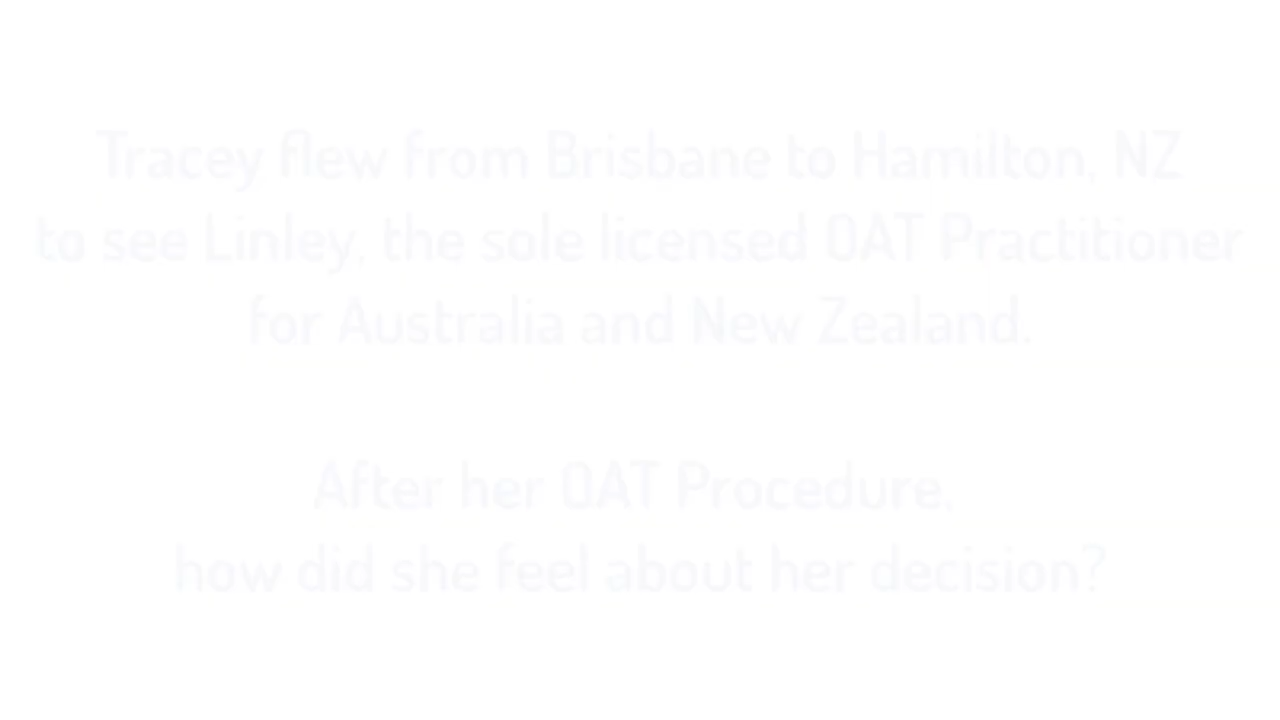 Tracey flew from Brisbane to Hamilton, NZ
to see Linley, the sole licensed OAT Practitioner
for Australia and New Zealand.
After her OAT Procedure,
how did she feel about her decision?